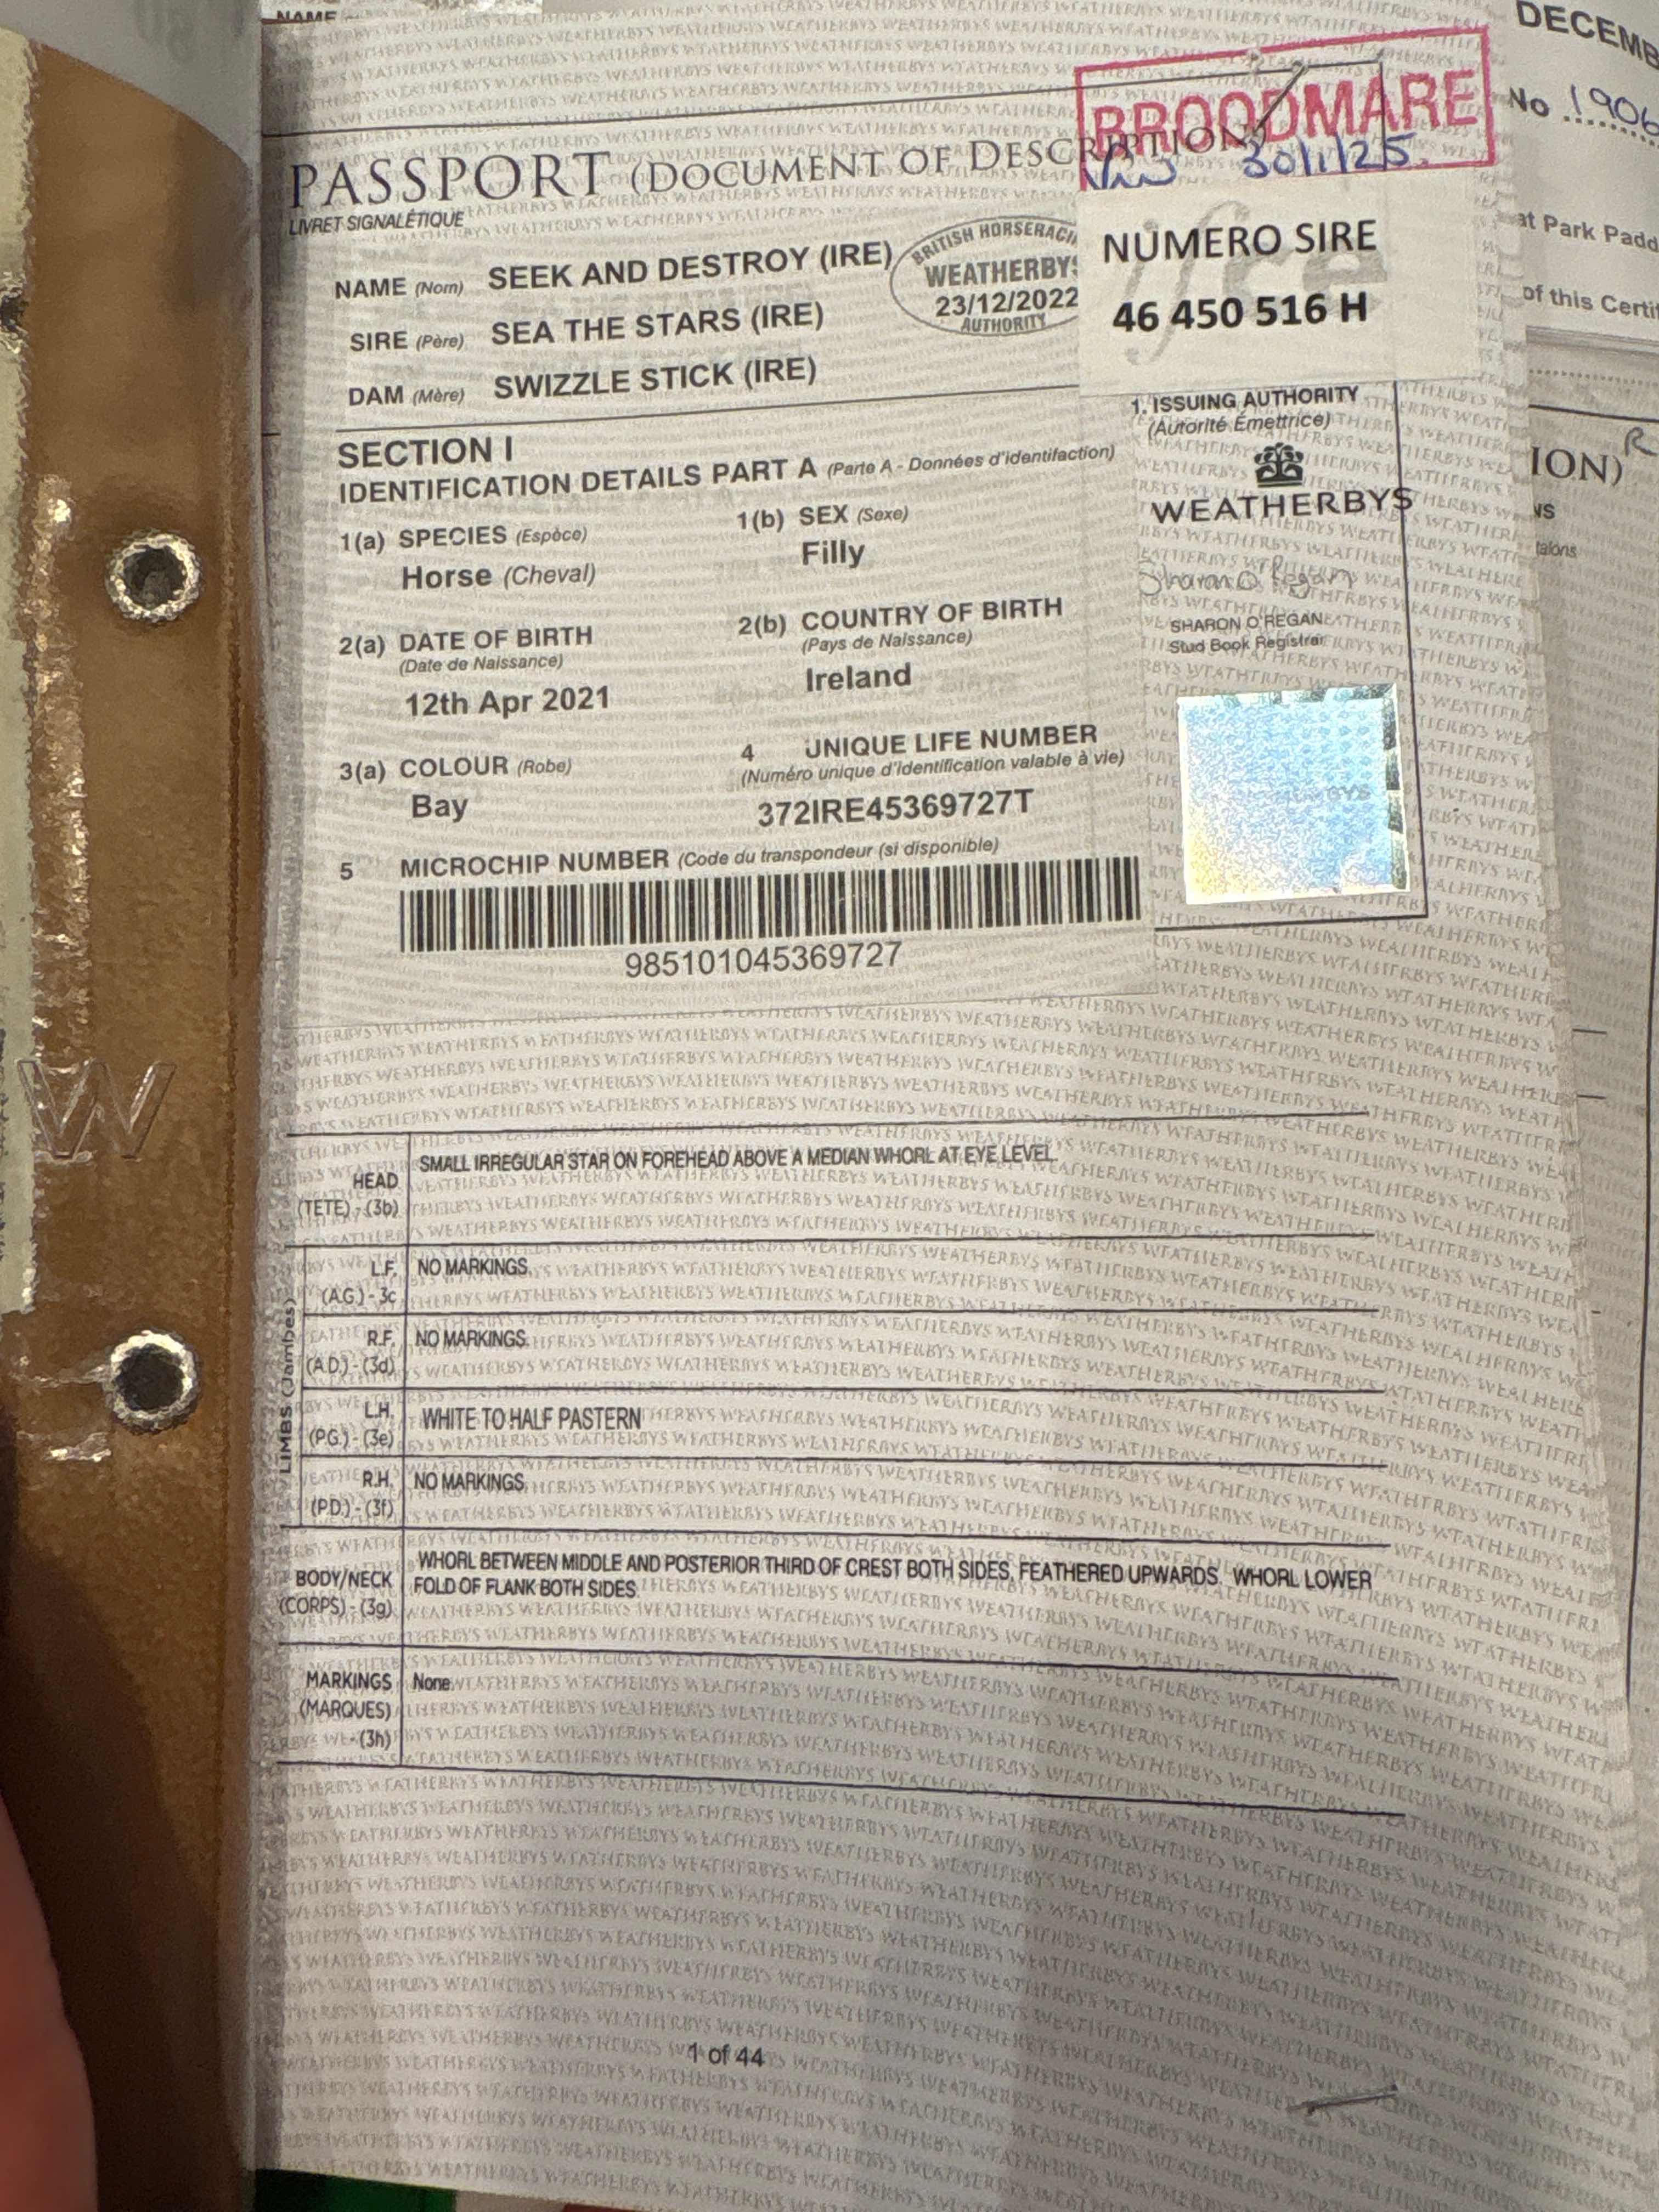 NAME
BROODMARE
30/1/25.
PASSPORT (DOCUMENT OF DESCRIPTION)
LIVRET SIGNALÉTIQUE
NAME (Nom) SEEK AND DESTROY (IRE)
SIRE (Père) SEA THE STARS (IRE)
DAM (Mère) SWIZZLE STICK (IRE)
BRITISH HORSERACI
WEATHERBYS
23/12/2022
AUTHORITY
NUMERO SIRE
46 450 516 H
SECTION I
IDENTIFICATION DETAILS PART A (Parte A - Données d'identifaction)
1(a) SPECIES (Espèce)
Horse (Cheval)
1(b) SEX (Sexe)
Filly
2(a) DATE OF BIRTH
(Date de Naissance)
12th Apr 2021
2(b) COUNTRY OF BIRTH
(Pays de Naissance)
Ireland
3(a) COLOUR (Robe)
Bay
4 UNIQUE LIFE NUMBER
(Numéro unique d'identification valable à vie)
372IRE45369727T
5 MICROCHIP NUMBER (Code du transpondeur (si disponible)
985101045369727
1. ISSUING AUTHORITY
(Autorité Émettrice)
WEATHERBYS
Sharon O'Regan
SHARON O'REGAN
Stud Book Registrar
HEAD
(TETE) - (3b)
SMALL IRREGULAR STAR ON FOREHEAD ABOVE A MEDIAN WHORL AT EYE LEVEL.
LIMBS (Jambes)
L.F.
(A.G.) - 3c
NO MARKINGS.
R.F.
(A.D.) - (3d)
NO MARKINGS.
L.H.
(P.G.) - (3e)
WHITE TO HALF PASTERN
R.H.
(P.D.) - (3f)
NO MARKINGS.
BODY/NECK
(CORPS) - (3g)
WHORL BETWEEN MIDDLE AND POSTERIOR THIRD OF CREST BOTH SIDES, FEATHERED UPWARDS. WHORL LOWER
FOLD OF FLANK BOTH SIDES.
MARKINGS
(MARQUES)
- (3h)
None
1 of 44
W
DECEMB
No 1906
at Park Padd
of this Certif
R
ION)
NS
talons